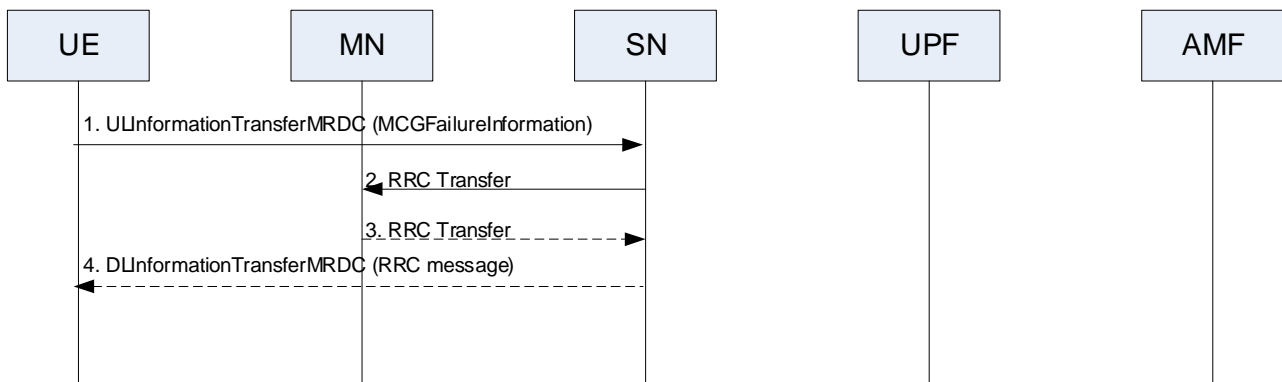 UE
MN
SN
UPF
AMF
1. ULInformationTransferMRDC (MCGFailureInformation)
2. RRC Transfer
3. RRC Transfer
4. DLInformationTransferMRDC (RRC message)